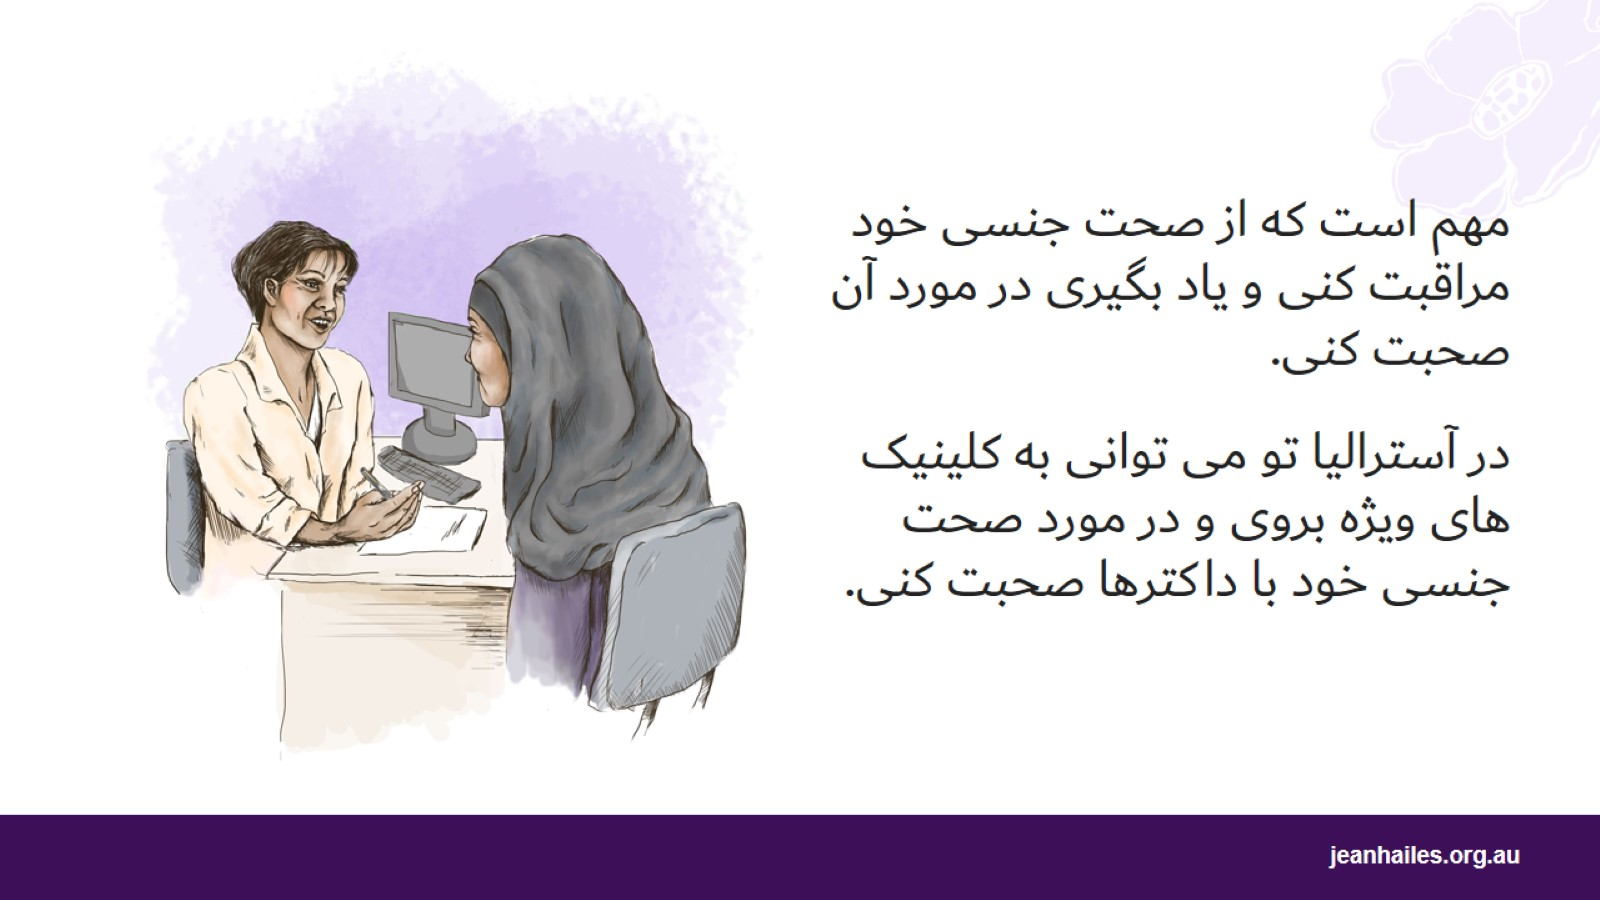 مهم است که از صحت جنسی خود
مراقبت کنی و یاد بگیری در مورد آن
صحبت کنی.
در آسترالیا تو می توانی به کلینیک
های ویژه بروی و در مورد صحت
جنسی خود با داکترها صحبت کنی.
jeanhailes.org.au